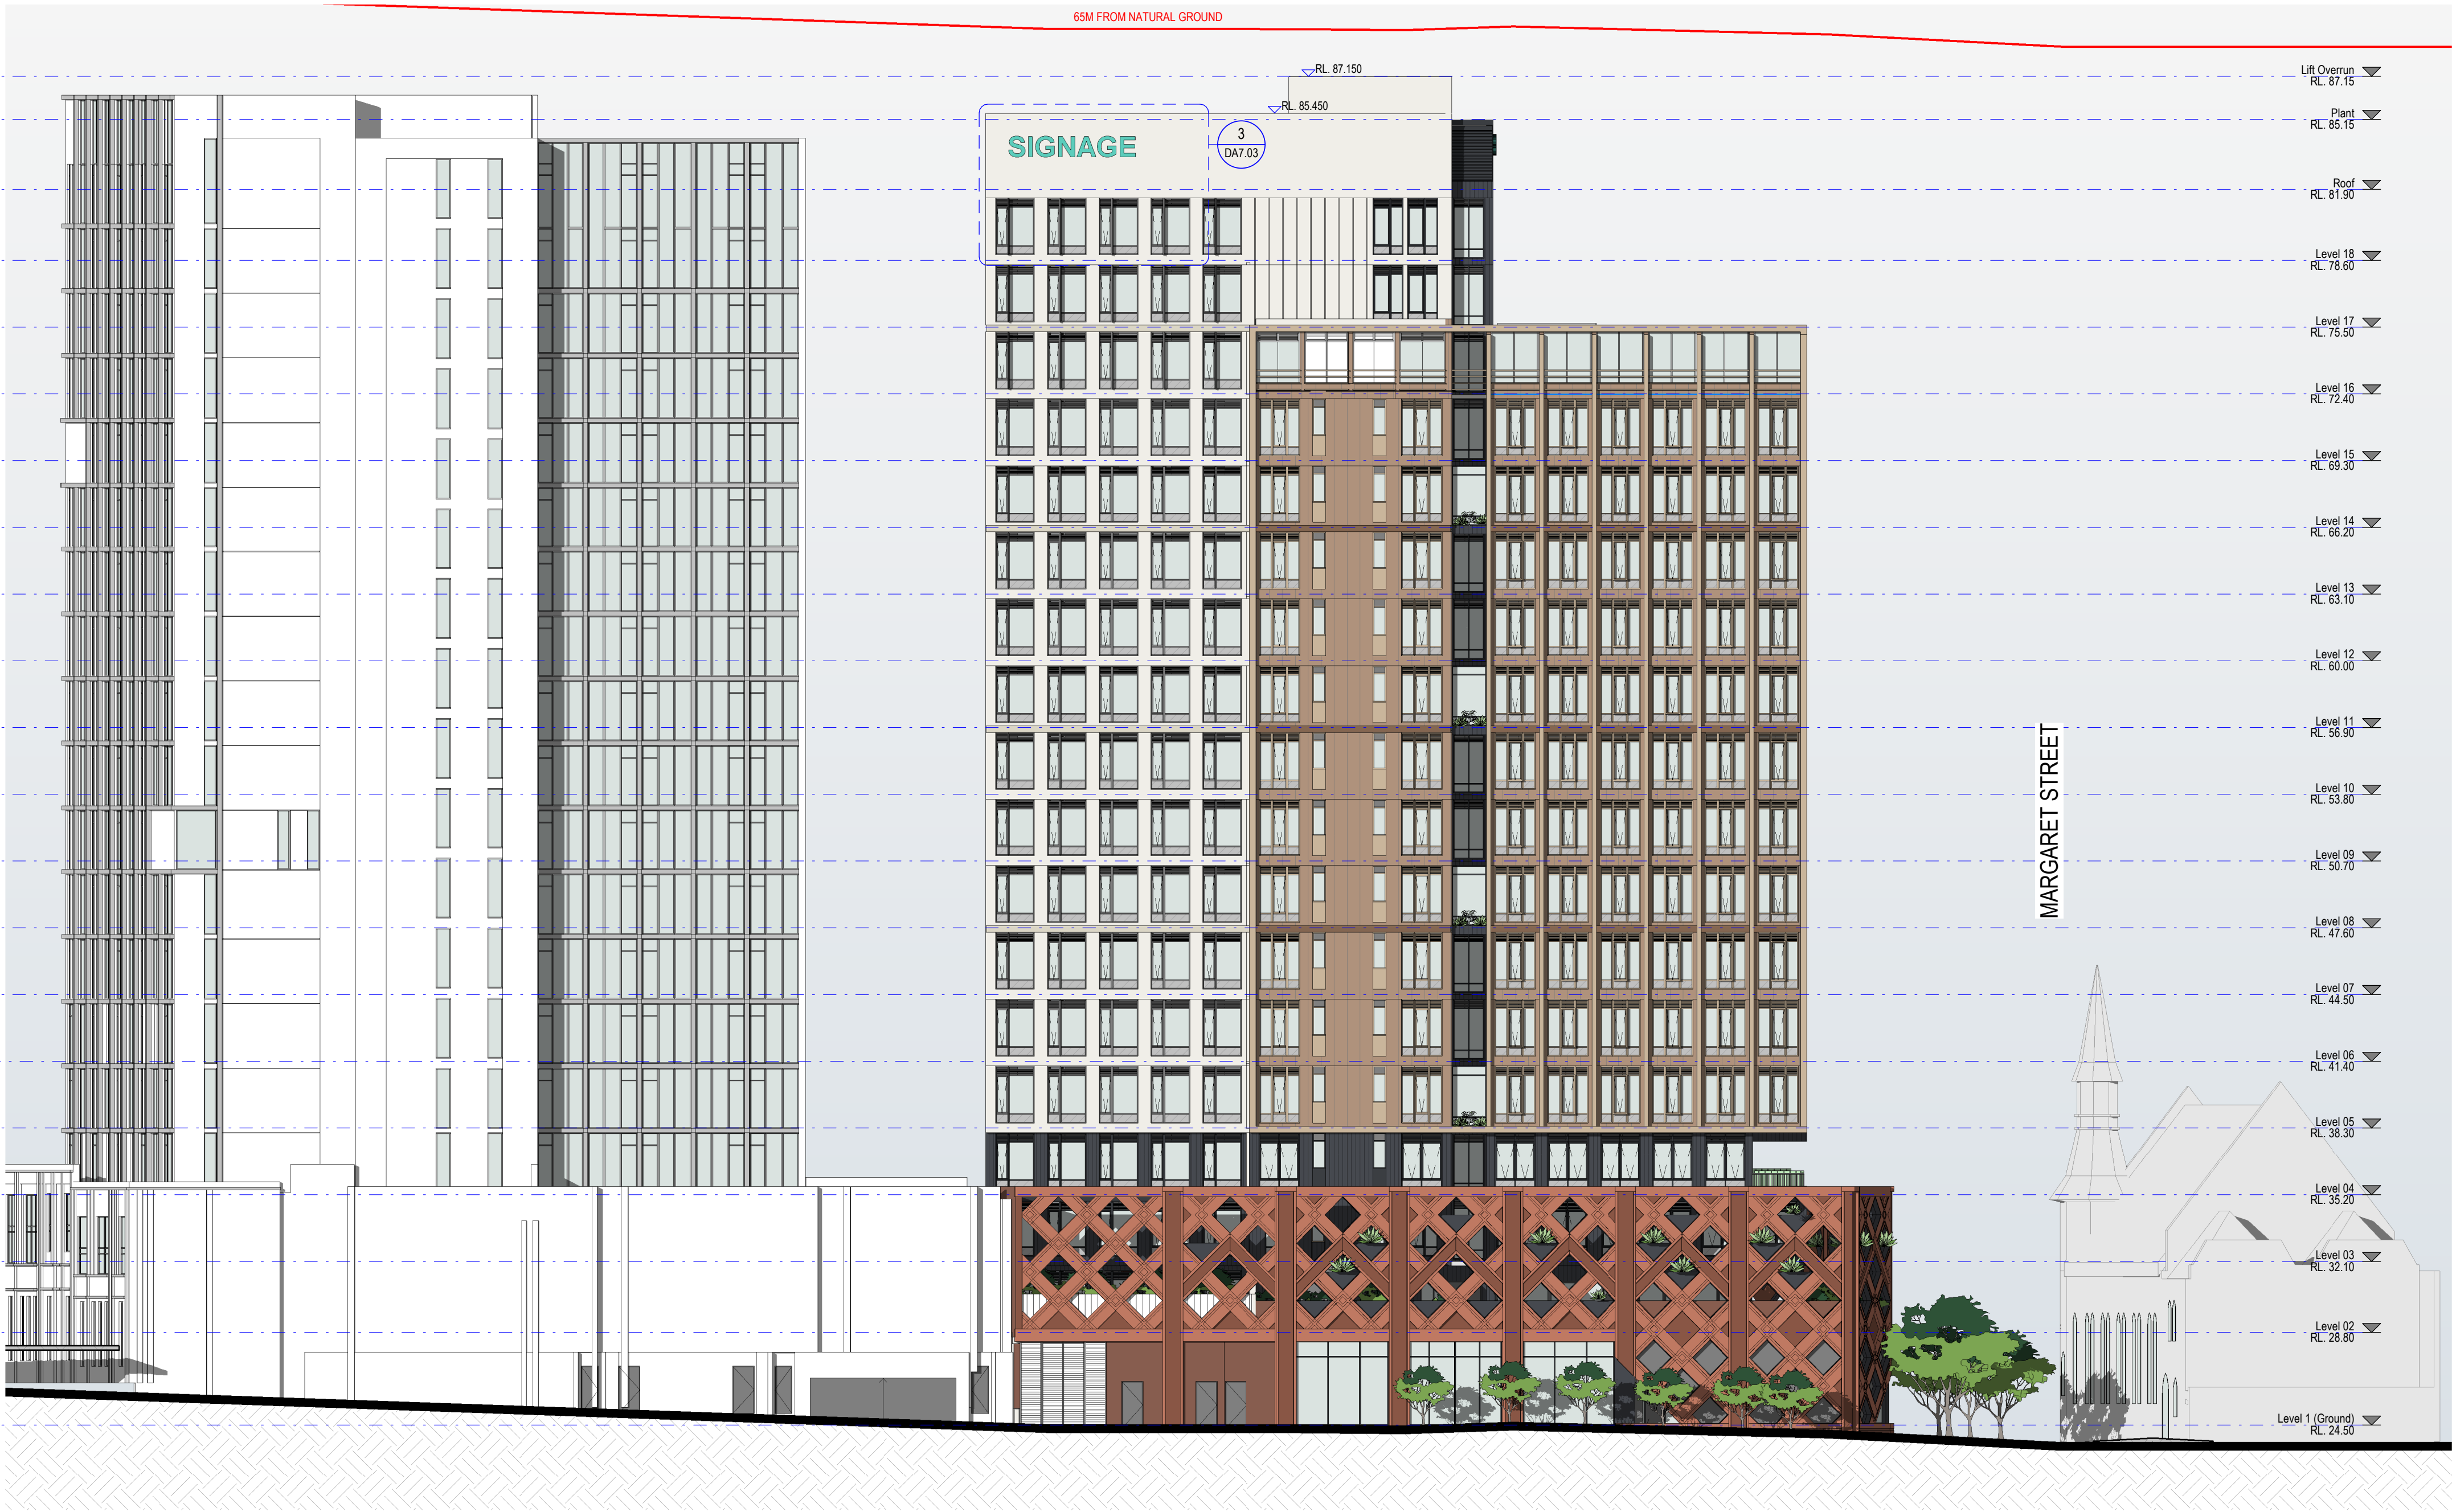 65M FROM NATURAL GROUND
RL. 87.150
Lift Overrun
RL. 87.15
RL. 85.450
Plant
RL. 85.15
SIGNAGE
3
DA7.03
Roof
RL. 81.90
Level 18
RL. 78.60
Level 17
RL. 75.50
Level 16
RL. 72.40
Level 15
RL. 69.30
Level 14
RL. 66.20
Level 13
RL. 63.10
Level 12
RL. 60.00
Level 11
RL. 56.90
MARGARET STREET
Level 10
RL. 53.80
Level 09
RL. 50.70
Level 08
RL. 47.60
Level 07
RL. 44.50
Level 06
RL. 41.40
Level 05
RL. 38.30
Level 04
RL. 35.20
Level 03
RL. 32.10
Level 02
RL. 28.80
Level 1 (Ground)
RL. 24.50